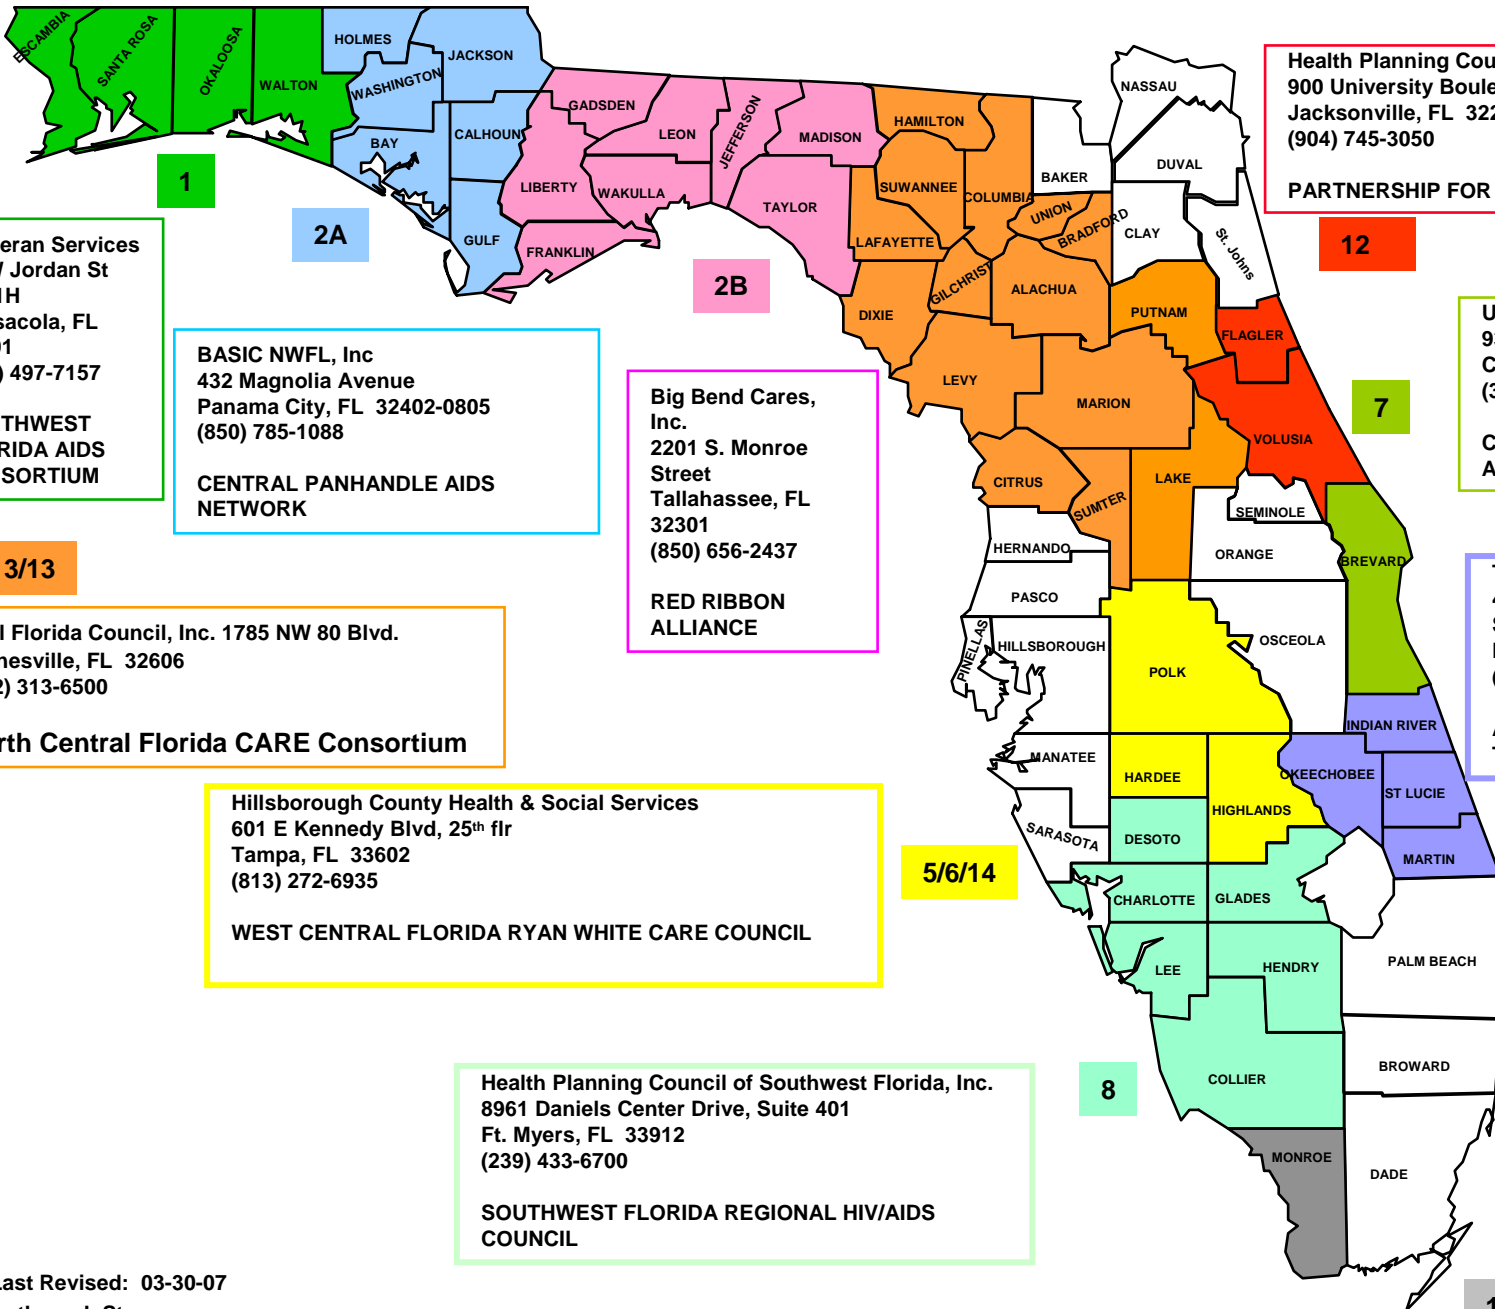 ESCAMBIA
SANTA ROSA
OKALOOSA
WALTON
HOLMES
JACKSON
WASHINGTON
BAY
CALHOUN
GULF
GADSDEN
LEON
JEFFERSON
MADISON
LIBERTY
WAKULLA
FRANKLIN
TAYLOR
HAMILTON
SUWANNEE
COLUMBIA
LAFAYETTE
DIXIE
GILCHRIST
UNION
BRADFORD
ALACHUA
BAKER
NASSAU
DUVAL
CLAY
St. Johns
PUTNAM
FLAGLER
LEVY
MARION
VOLUSIA
CITRUS
SUMTER
LAKE
SEMINOLE
HERNANDO
ORANGE
BREVARD
PASCO
PINELLAS
HILLSBOROUGH
POLK
OSCEOLA
INDIAN RIVER
MANATEE
HARDEE
OKEECHOBEE
ST LUCIE
HIGHLANDS
SARASOTA
DESOTO
MARTIN
CHARLOTTE
GLADES
LEE
HENDRY
PALM BEACH
COLLIER
BROWARD
MONROE
DADE
1
2A
2B
12
7
3/13
5/6/14
8
Health Planning Cou
900 University Boule
Jacksonville, FL 322
(904) 745-3050
PARTNERSHIP FOR
eran Services
Jordan St
H
sacola, FL
1
) 497-7157
THWEST
RIDA AIDS
SORTIUM
BASIC NWFL, Inc
432 Magnolia Avenue
Panama City, FL 32402-0805
(850) 785-1088
CENTRAL PANHANDLE AIDS
NETWORK
Big Bend Cares,
Inc.
2201 S. Monroe
Street
Tallahassee, FL
32301
(850) 656-2437
RED RIBBON
ALLIANCE
U
9
C
(3
C
A
l Florida Council, Inc. 1785 NW 80 Blvd.
nesville, FL 32606
2) 313-6500
rth Central Florida CARE Consortium
Hillsborough County Health & Social Services
601 E Kennedy Blvd, 25th flr
Tampa, FL 33602
(813) 272-6935
WEST CENTRAL FLORIDA RYAN WHITE CARE COUNCIL
Health Planning Council of Southwest Florida, Inc.
8961 Daniels Center Drive, Suite 401
Ft. Myers, FL 33912
(239) 433-6700
SOUTHWEST FLORIDA REGIONAL HIV/AIDS
COUNCIL
Last Revised: 03-30-07